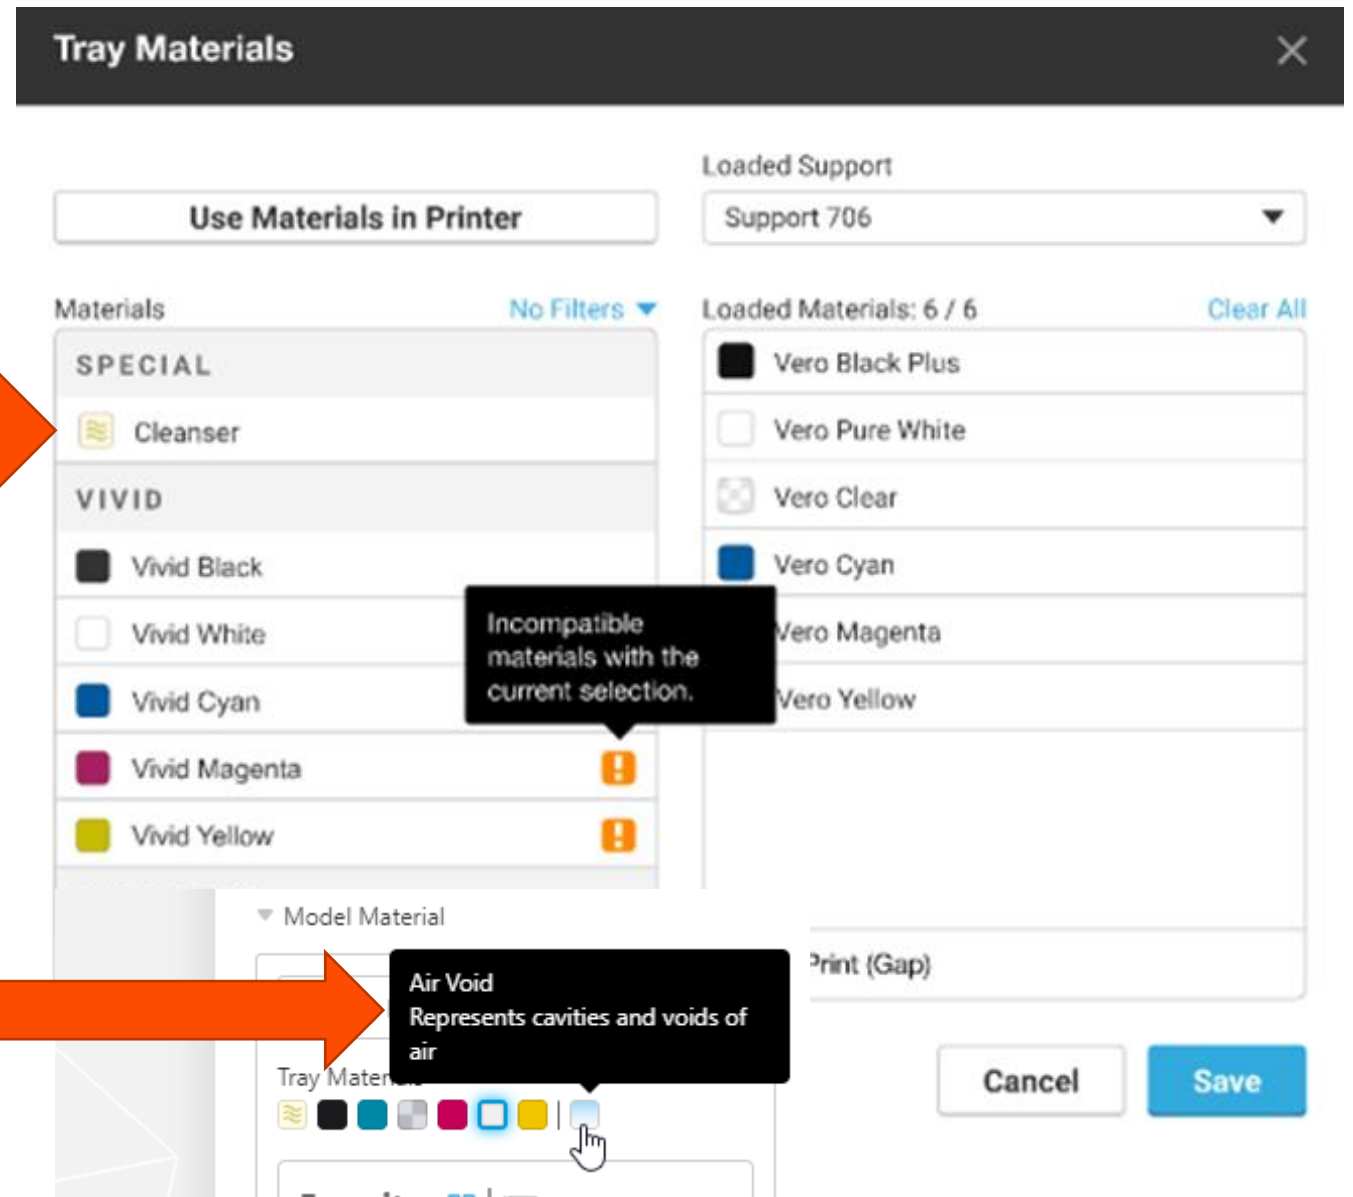 Tray Materials
Loaded Support
Use Materials in Printer
Support 706
Materials
No Filters
SPECIAL
Cleanser
VIVID
Vivid Black
Vivid White
Vivid Cyan
Vivid Magenta
Vivid Yellow
Incompatible
materials with the
current selection.
Loaded Materials: 6 / 6
Clear All
Vero Black Plus
Vero Pure White
Vero Clear
Vero Cyan
Vero Magenta
Vero Yellow
Print (Gap)
Cancel
Save
Model Material
Air Void
Represents cavities and voids of
air
Tray Materials